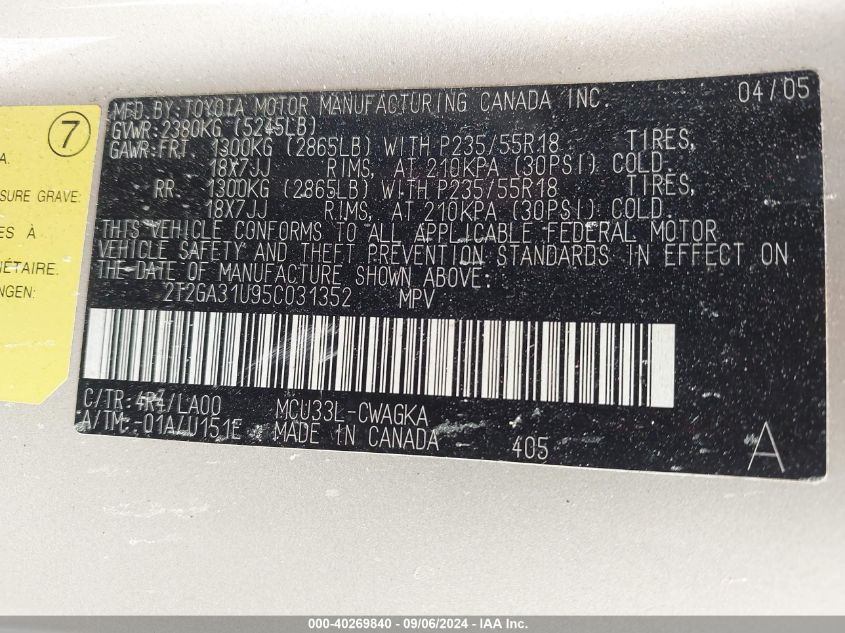 7
A.
SURE GRAVE:
ES À
NÉTAIRE.
NGEN:
MFD.BY:TOYOTA MOTOR MANUFACTURING CANADA INC. 04/05
GVWR:2380KG (5245LB)
GAWR:FRT 1300KG (2865LB) WITH P235/55R18 TIRES,
18X7JJ RIMS, AT 210KPA (30PSI) COLD.
RR 1300KG (2865LB) WITH P235/55R18 TIRES,
18X7JJ RIMS, AT 210KPA (30PSI) COLD.
THIS VEHICLE CONFORMS TO ALL APPLICABLE FEDERAL MOTOR
VEHICLE SAFETY AND THEFT PREVENTION STANDARDS IN EFFECT ON
THE DATE OF MANUFACTURE SHOWN ABOVE:
2T2GA31U95C031352 MPV
C/TR:4R4/LA00 MCU33L-CWAGKA
A/TM:-01A/U151E MADE IN CANADA 405 A
000-40269840 - 09/06/2024 - IAA Inc.